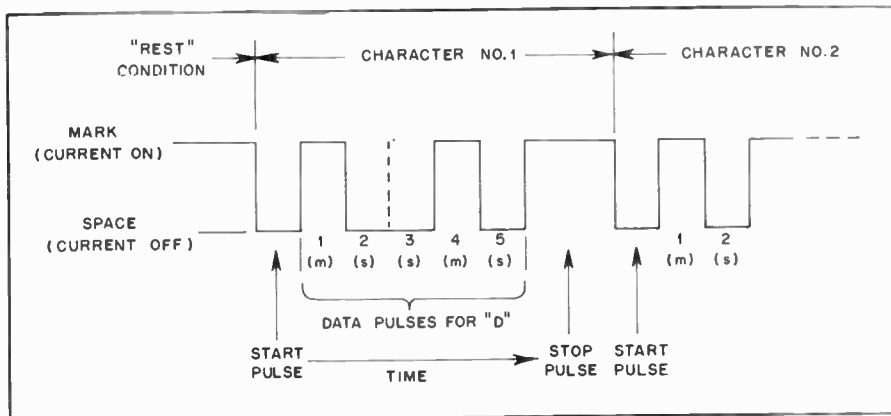 "REST"
CONDITION
CHARACTER NO.1
CHARACTER NO.2
MARK
(CURRENT ON)
SPACE
(CURRENT OFF)
1 2 3 4 5 1 2
(m) (s) (s) (m) (s) (m) (s)
DATA PULSES FOR "D"
START
PULSE
TIME
STOP
PULSE
START
PULSE